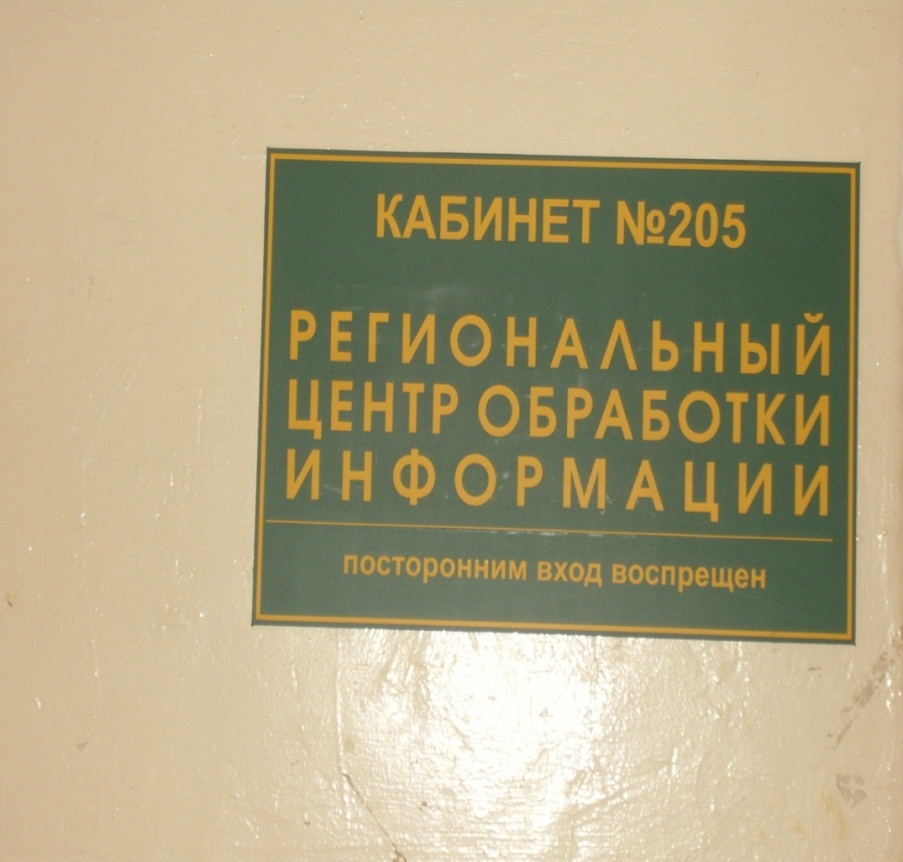 КАБИНЕТ №205
РЕГИОНАЛЬНЫЙ
ЦЕНТР ОБРАБОТКИ
ИНФОРМАЦИИ
посторонним вход воспрещен